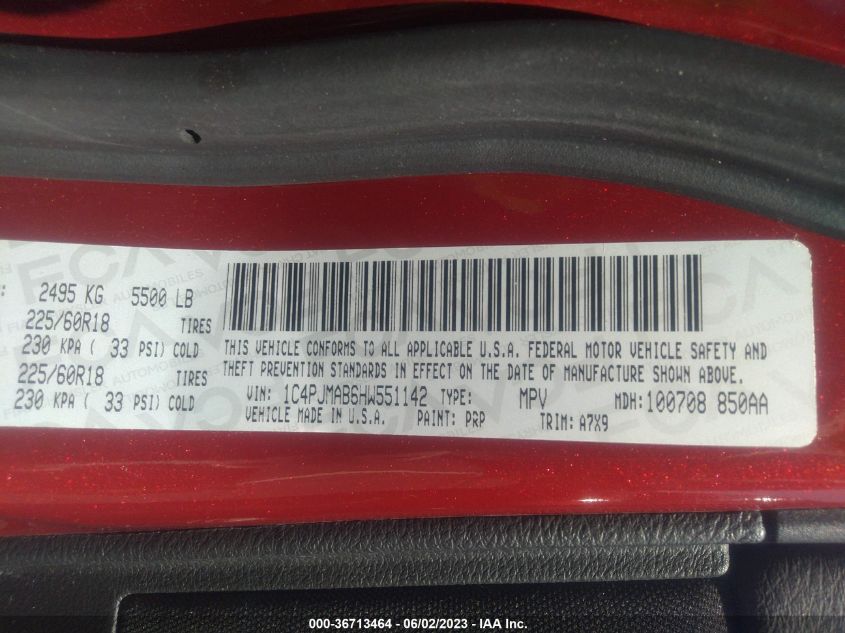 2495 KG 5500 LB
225/60R18 TIRES
230 KPA ( 33 PSI) COLD
225/60R18 TIRES
230 KPA ( 33 PSI) COLD
THIS VEHICLE CONFORMS TO ALL APPLICABLE U.S.A. FEDERAL MOTOR VEHICLE SAFETY AND
THEFT PREVENTION STANDARDS IN EFFECT ON THE DATE OF MANUFACTURE SHOWN ABOVE.
VIN: 1C4PJMAB6HW551142 TYPE: MPV MDH: 100708 850AA
VEHICLE MADE IN U.S.A. PAINT: PRP TRIM: A7X9
000-36713464 - 06/02/2023 - IAA Inc.